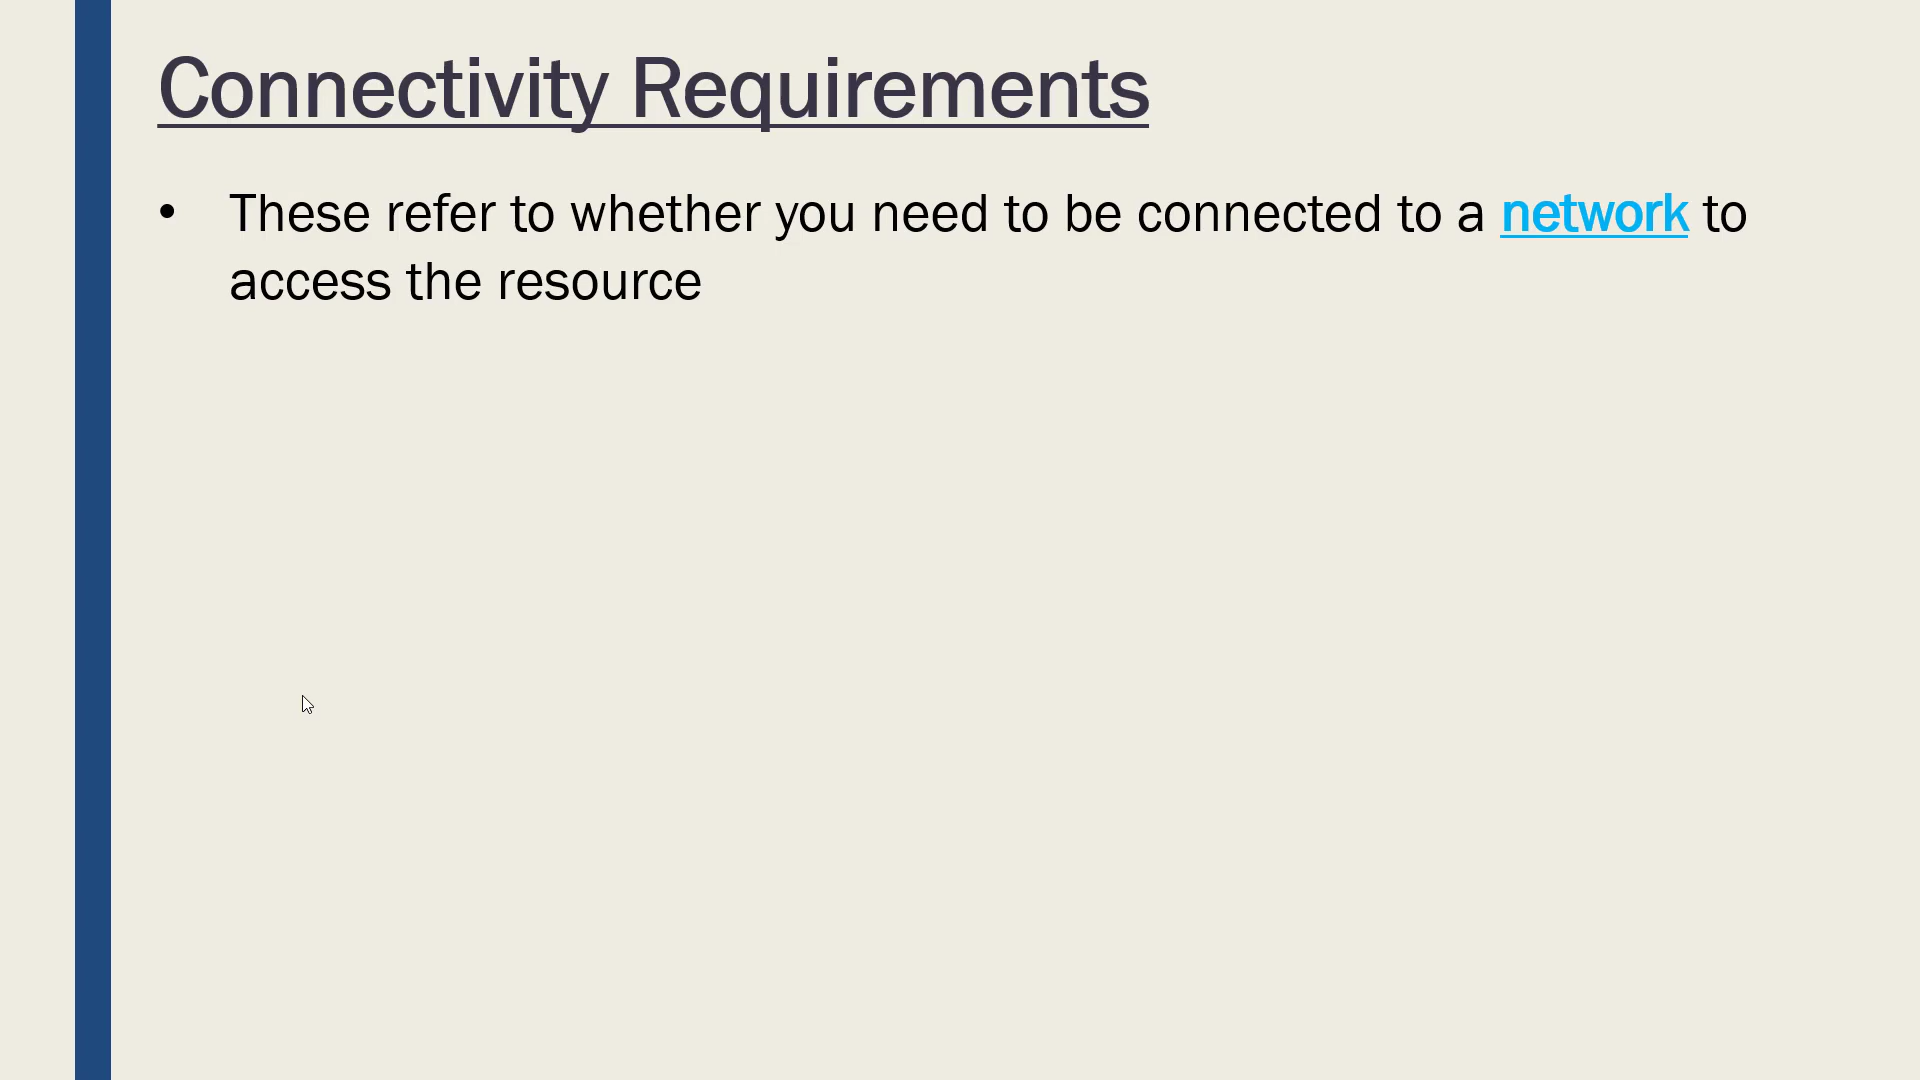 Connectivity Requirements
• These refer to whether you need to be connected to a network to
access the resource